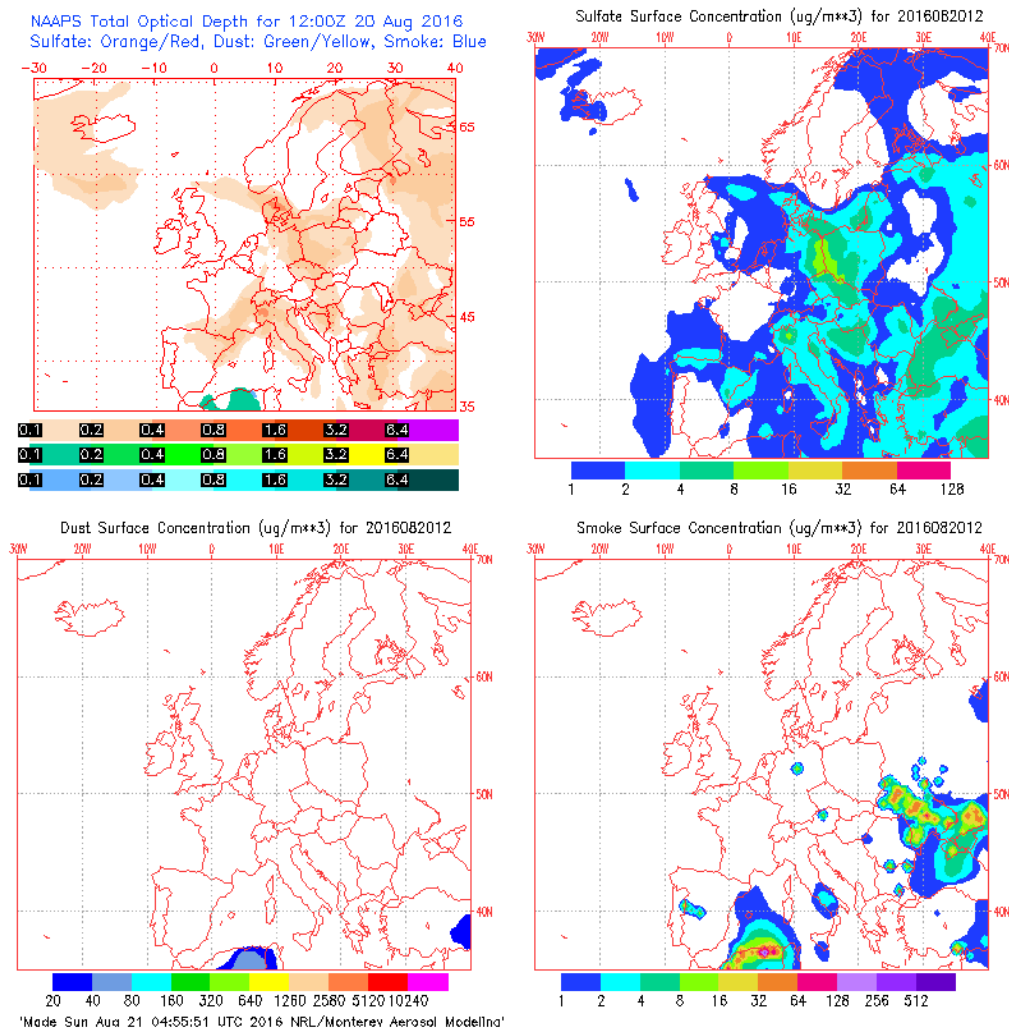 NAAPS Total Optical Depth for 12:00Z 20 Aug 2016
Sulfate: Orange/Red, Dust: Green/Yellow, Smoke: Blue
-30 -20 -10 0 10 20 30 40
65
55
45
35
0.1 0.2 0.4 0.8 1.6 3.2 6.4
0.1 0.2 0.4 0.8 1.6 3.2 6.4
0.1 0.2 0.4 0.8 1.6 3.2 6.4
Sulfate Surface Concentration (ug/m**3) for 2016082012
30W 20W 10W 0 10E 20E 30E 40E
70N
60N
50N
40N
1 2 4 8 16 32 64 128
Dust Surface Concentration (ug/m**3) for 2016082012
30W 20W 10W 0 10E 20E 30E 40E
70N
60N
50N
40N
20 40 80 160 320 640 1260 2580 5120 10240
Smoke Surface Concentration (ug/m**3) for 2016082012
30W 20W 10W 0 10E 20E 30E 40E
70N
60N
50N
40N
1 2 4 8 16 32 64 128 256 512
'Made Sun Aug 21 04:55:51 UTC 2016 NRL/Monterey Aerosol Modeling'